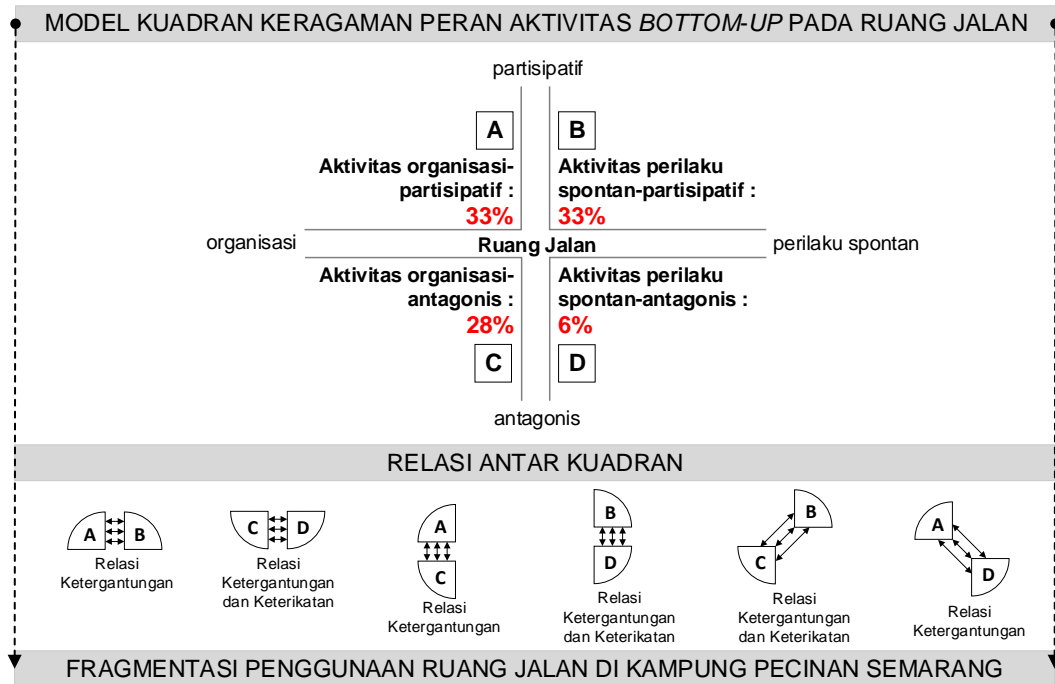 MODEL KUADRAN KERAGAMAN PERAN AKTIVITAS BOTTOM-UP PADA RUANG JALAN
partisipatif
A
B
Aktivitas organisasi-
partisipatif :
33%
Aktivitas perilaku
spontan-partisipatif :
33%
organisasi
Ruang Jalan
perilaku spontan
Aktivitas organisasi-
antagonis :
28%
Aktivitas perilaku
spontan-antagonis :
6%
C
D
antagonis
RELASI ANTAR KUADRAN
A B
Relasi
Ketergantungan
C D
Relasi
Ketergantungan
dan Keterikatan
A
C
Relasi
Ketergantungan
B
D
Relasi
Ketergantungan
dan Keterikatan
B
C
Relasi
Ketergantungan
dan Keterikatan
A
D
Relasi
Ketergantungan
FRAGMENTASI PENGGUNAAN RUANG JALAN DI KAMPUNG PECINAN SEMARANG